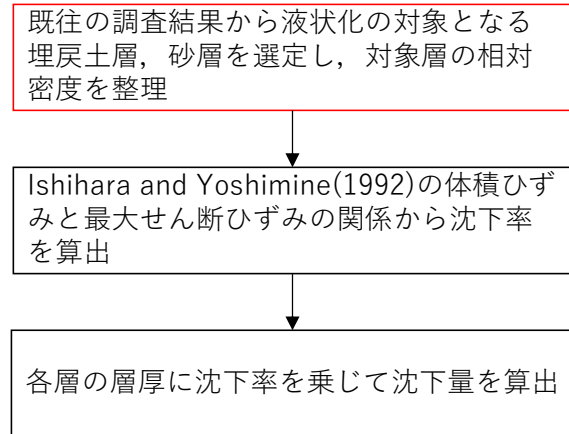 既往の調査結果から液状化の対象となる
埋戻土層，砂層を選定し，対象層の相対
密度を整理
Ishihara and Yoshimine(1992)の体積ひず
みと最大せん断ひずみの関係から沈下率
を算出
各層の層厚に沈下率を乗じて沈下量を算出